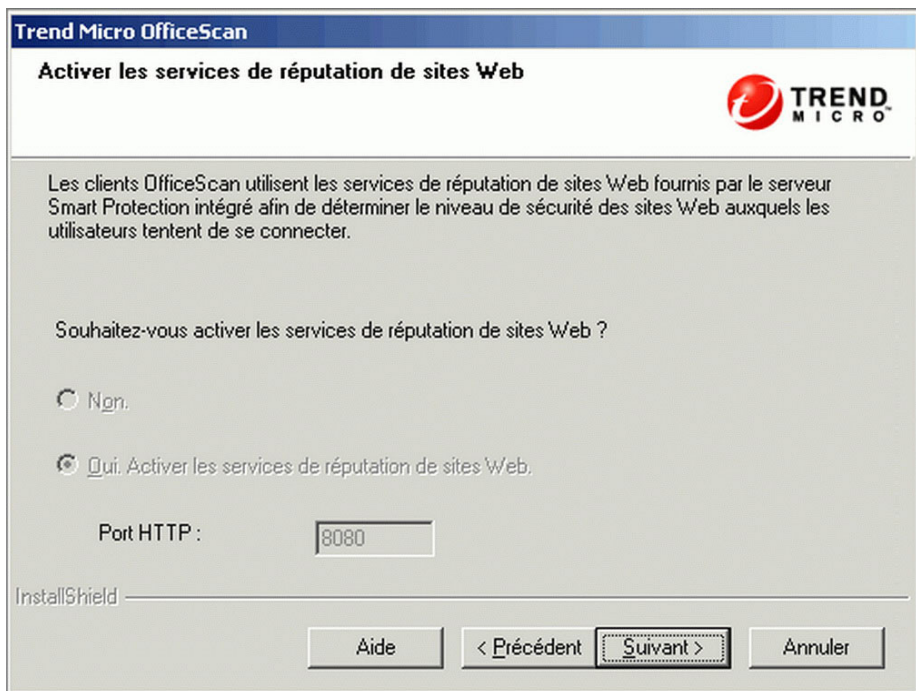 Trend Micro OfficeScan
Activer les services de réputation de sites Web
TREND
MICRO™
Les clients OfficeScan utilisent les services de réputation de sites Web fournis par le serveur
Smart Protection intégré afin de déterminer le niveau de sécurité des sites Web auxquels les
utilisateurs tentent de se connecter.
Souhaitez-vous activer les services de réputation de sites Web ?
Non.
Oui. Activer les services de réputation de sites Web.
Port HTTP : 8080
InstallShield
Aide < Précédent Suivant > Annuler